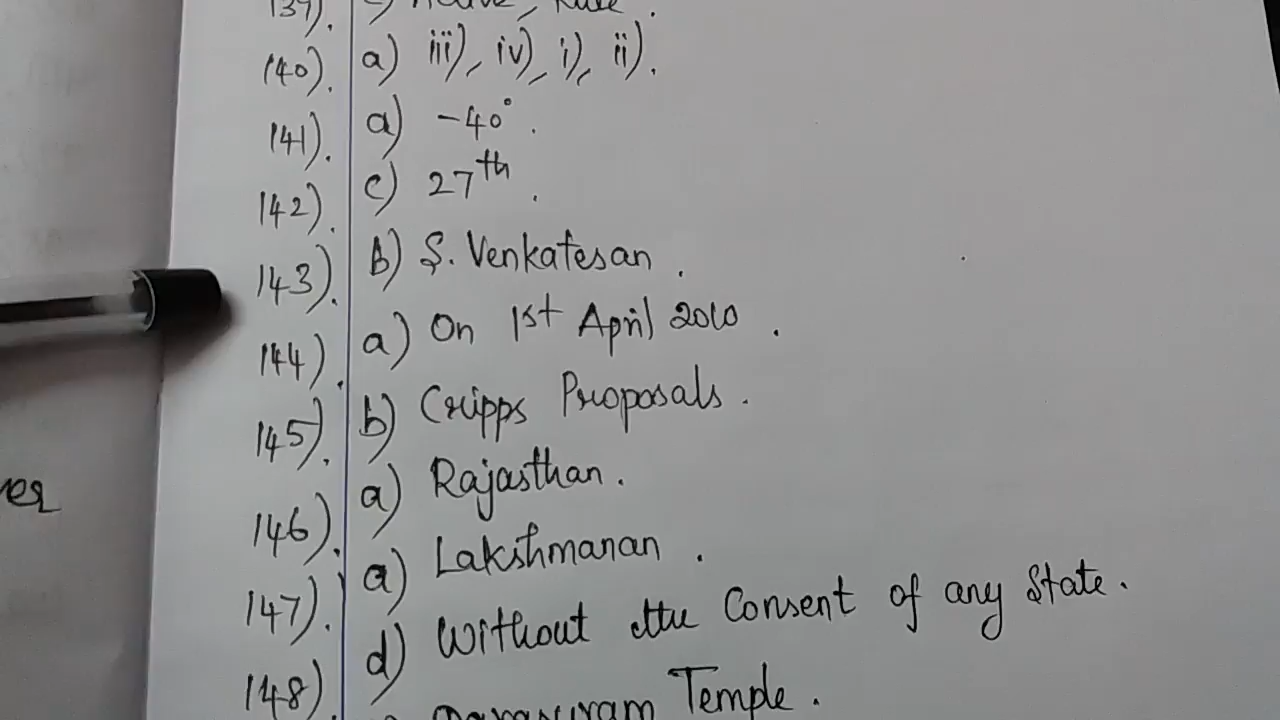 139).
140). a) iii), iv), i), ii).
141). a) -40°.
142). c) 27th.
143). b) S. Venkatesan.
144). a) On 1st April 2010.
145). b) Cripps Proposals.
146). a) Rajasthan.
147). a) Lakshmanan.
148). d) Without the Consent of any State.
Temple.